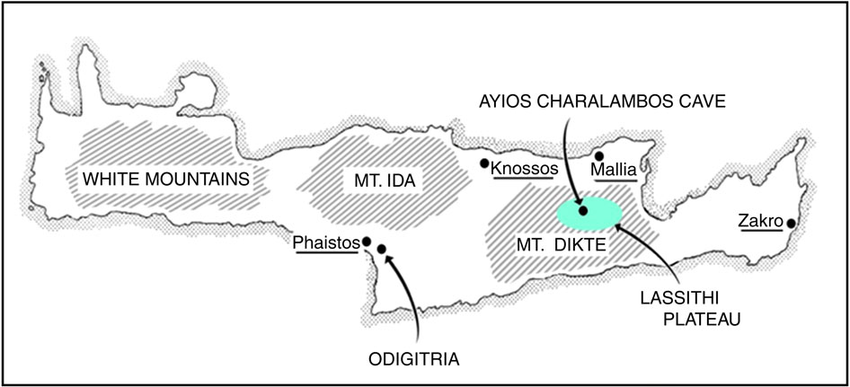 AYIOS CHARALAMBOS CAVE
WHITE MOUNTAINS
MT. IDA
Knossos
Mallia
Zakro
Phaistos
MT. DIKTE
LASSITHI
PLATEAU
ODIGITRIA